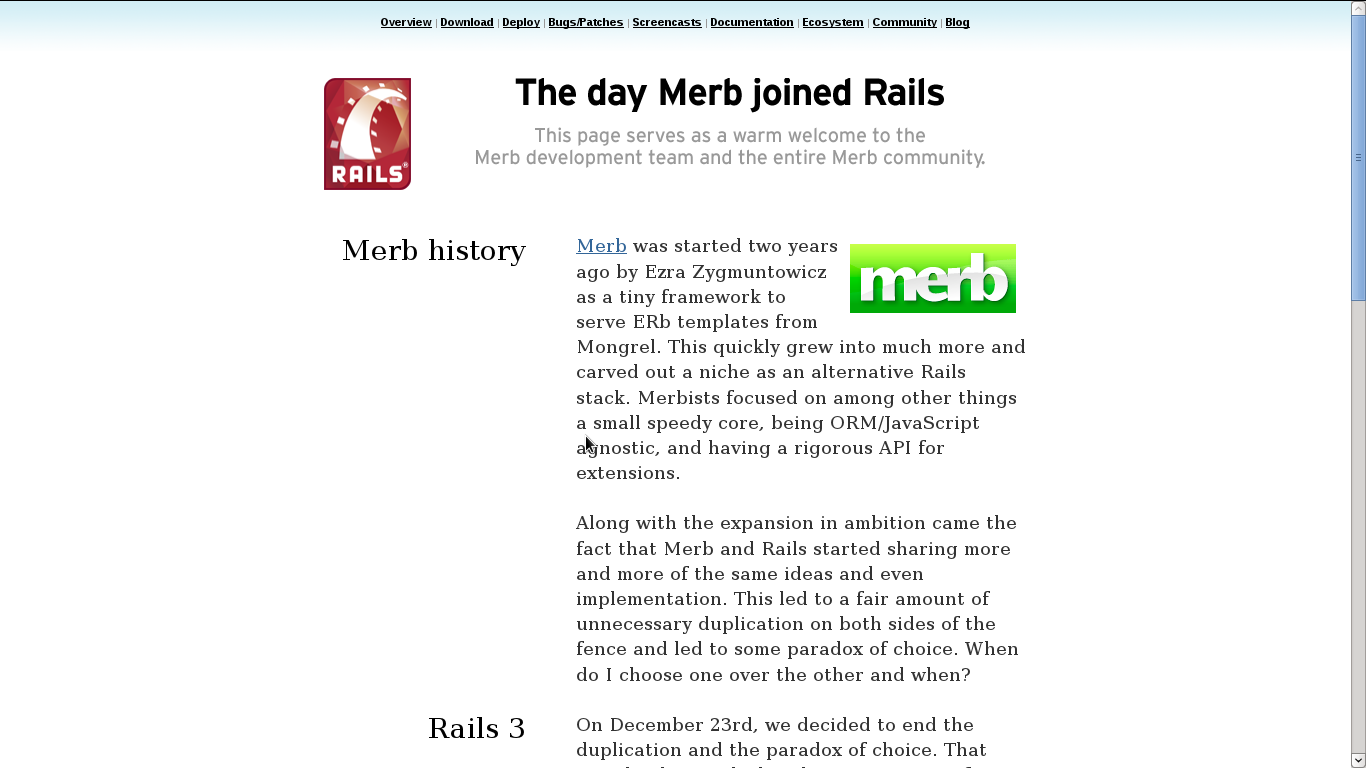 Overview | Download | Deploy | Bugs/Patches | Screencasts | Documentation | Ecosystem | Community | Blog
RAILS®
The day Merb joined Rails
This page serves as a warm welcome to the
Merb development team and the entire Merb community.
Merb history
Merb was started two years
ago by Ezra Zygmuntowicz
as a tiny framework to
serve ERb templates from
merb
Mongrel. This quickly grew into much more and
carved out a niche as an alternative Rails
stack. Merbists focused on among other things
a small speedy core, being ORM/JavaScript
agnostic, and having a rigorous API for
extensions.
Along with the expansion in ambition came the
fact that Merb and Rails started sharing more
and more of the same ideas and even
implementation. This led to a fair amount of
unnecessary duplication on both sides of the
fence and led to some paradox of choice. When
do I choose one over the other and when?
Rails 3
On December 23rd, we decided to end the
duplication and the paradox of choice. That